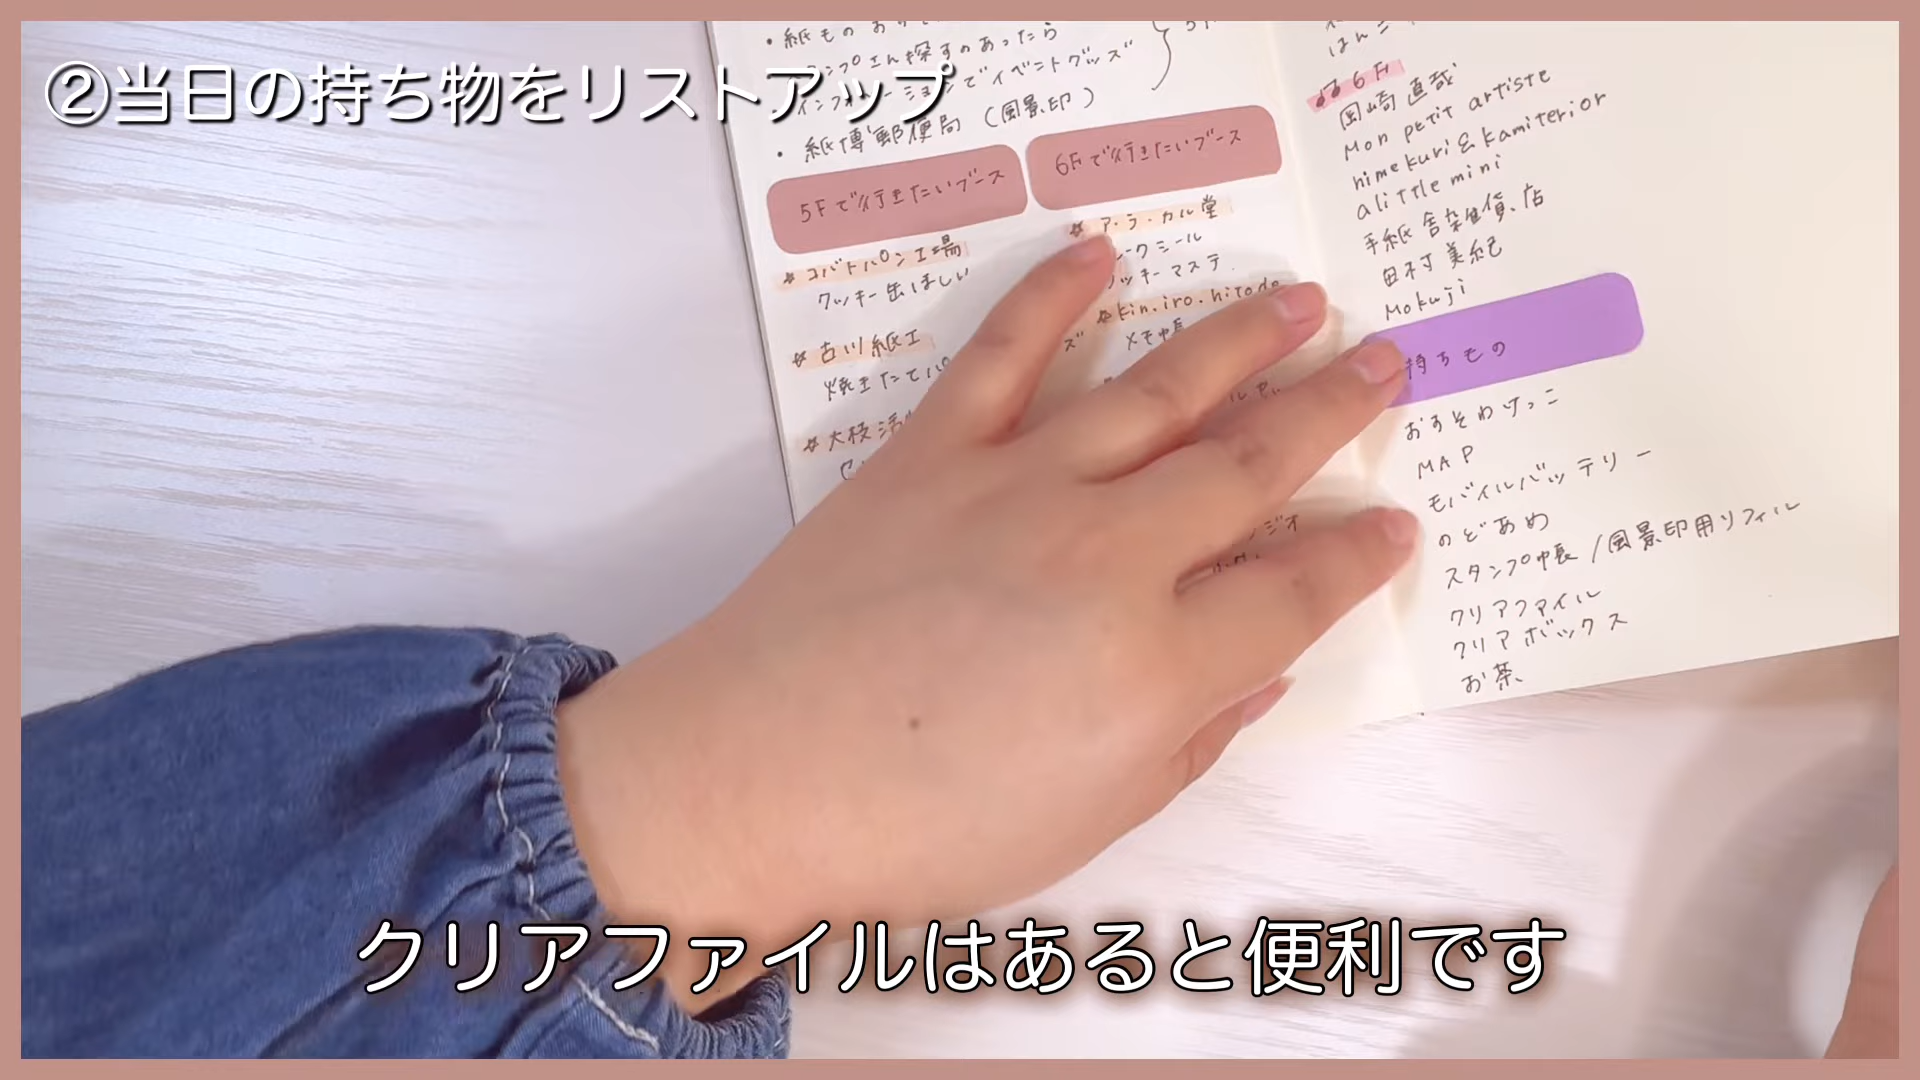 ②当日の持ち物をリストアップ
・紙もの
探すのあったら
インフォメーションでイベントグッズ
・紙博郵便局(風景印)
5Fで行きたいブース
コバトパン工場
クッキー缶ほしい
古川紙工
焼きたてパ
大枝活
6Fで行きたいブース
ア・ラ・カル堂
ークシール
ッキーマステ
kin.iro.hitode
メモ帳
はんこ
6F
岡崎直哉
Mon petit artiste
himekuri & kamiterior
alittle mini
手紙舎雑貨店
田村美紀
Mokuji
持ちもの
おすそわけっこ
MAP
モバイルバッテリー
のどあめ
スタンプ帳/風景印用リフィル
クリアファイル
クリアボックス
お茶
クリアファイルはあると便利です